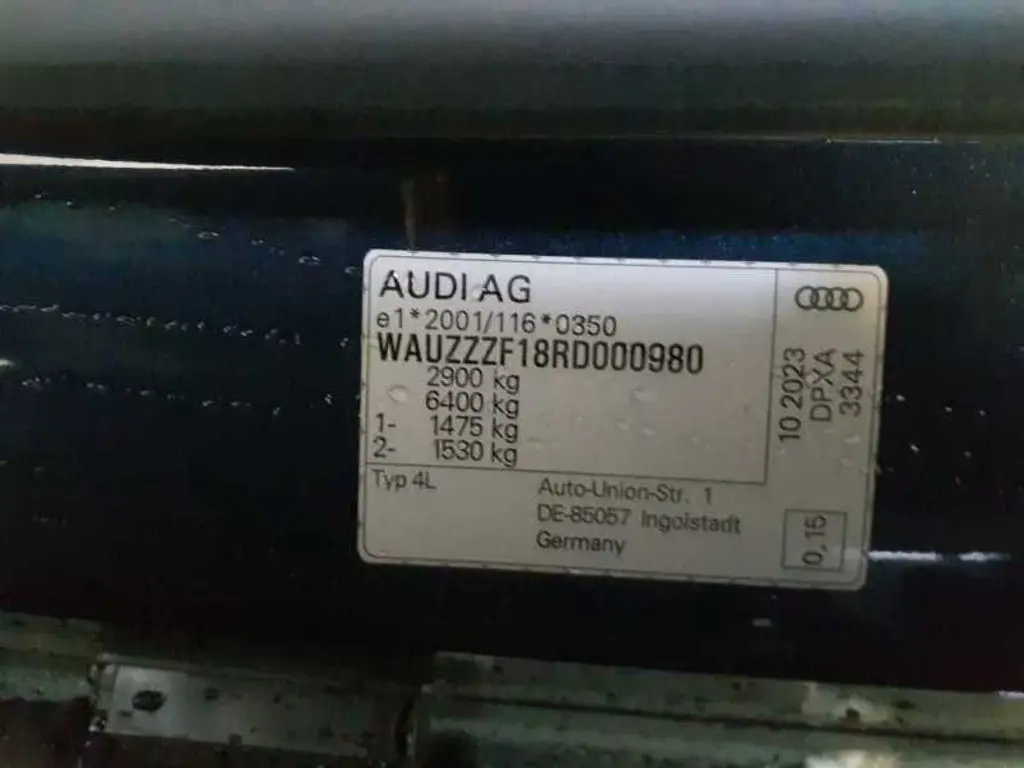 AUDI AG
e1*2001/116*0350
WAUZZZF18RD000980
2900 kg
6400 kg
1- 1475 kg
2- 1530 kg
Typ 4L
Auto-Union-Str. 1
DE-85057 Ingolstadt
Germany
10 2023
DPXA
3344
0,15